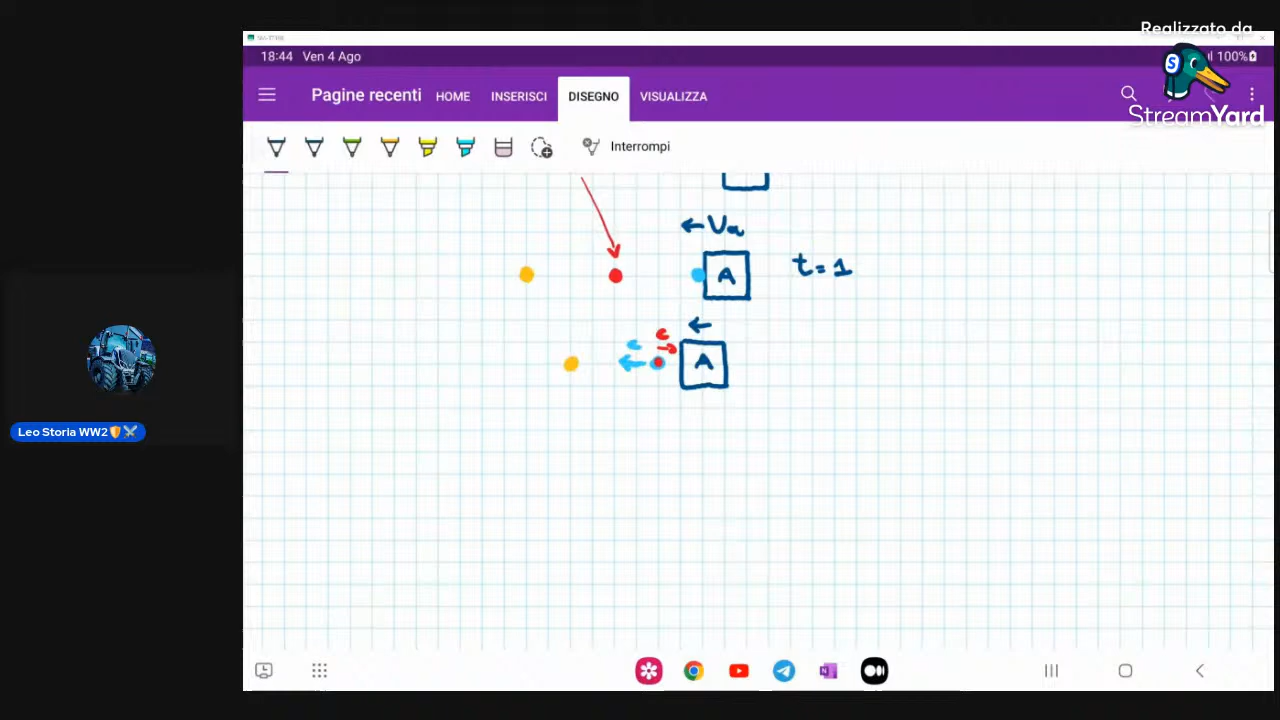 Realizzato da
StreamYard
18:44 Ven 4 Ago
100%
Pagine recenti HOME INSERISCI DISEGNO VISUALIZZA
Interrompi
← Va
A t = 1
c c
A
Leo Storia WW2